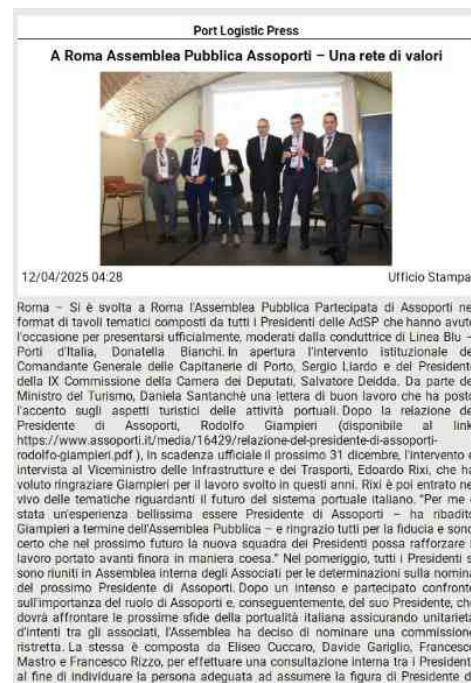 Port Logistic Press
A Roma Assemblea Pubblica Assoporti – Una rete di valori
12/04/2025 04:28
Ufficio Stampa
Roma – Si è svolta a Roma l'Assemblea Pubblica Partecipata di Assoporti ne
format di tavoli tematici composti da tutti i Presidenti delle AdSP che hanno avuto
l'occasione per presentarsi ufficialmente, moderati dalla conduttrice di Linea Blu –
Porti d'Italia, Donatella Bianchi. In apertura l'intervento istituzionale de
Comandante Generale delle Capitanerie di Porto, Sergio Liardo e del Presidente
della IX Commissione della Camera dei Deputati, Salvatore Deidda. Da parte de
Ministro del Turismo, Daniela Santanchè una lettera di buon lavoro che ha posto
l'accento sugli aspetti turistici delle attività portuali. Dopo la relazione de
Presidente di Assoporti, Rodolfo Giampieri (disponibile al link
https://www.assoporti.it/media/16429/relazione-del-presidente-di-assoporti-
rodolfo-giampieri.pdf ), in scadenza ufficiale il prossimo 31 dicembre, l'intervento e
intervista al Viceministro delle Infrastrutture e dei Trasporti, Edoardo Rixi, che ha
voluto ringraziare Giampieri per il lavoro svolto in questi anni. Rixi è poi entrato ne
vivo delle tematiche riguardanti il futuro del sistema portuale italiano. "Per me è
stata un'esperienza bellissima essere Presidente di Assoporti – ha ribadito
Giampieri a termine dell'Assemblea Pubblica – e ringrazio tutti per la fiducia e sono
certo che nel prossimo futuro la nuova squadra dei Presidenti possa rafforzare i
lavoro portato avanti finora in maniera coesa." Nel pomeriggio, tutti i Presidenti s
sono riuniti in Assemblea interna degli Associati per le determinazioni sulla nomina
del prossimo Presidente di Assoporti. Dopo un intenso e partecipato confronto
sull'importanza del ruolo di Assoporti e, conseguentemente, del suo Presidente, che
dovrà affrontare le prossime sfide della portualità italiana assicurando unitarietà
d'intenti tra gli associati, l'Assemblea ha deciso di nominare una commissione
ristretta. La stessa è composta da Eliseo Cuccaro, Davide Gariglio, Francesco
Mastro e Francesco Rizzo, per effettuare una consultazione interna tra i Presidenti
al fine di individuare la persona adeguata ad assumere la figura di Presidente d